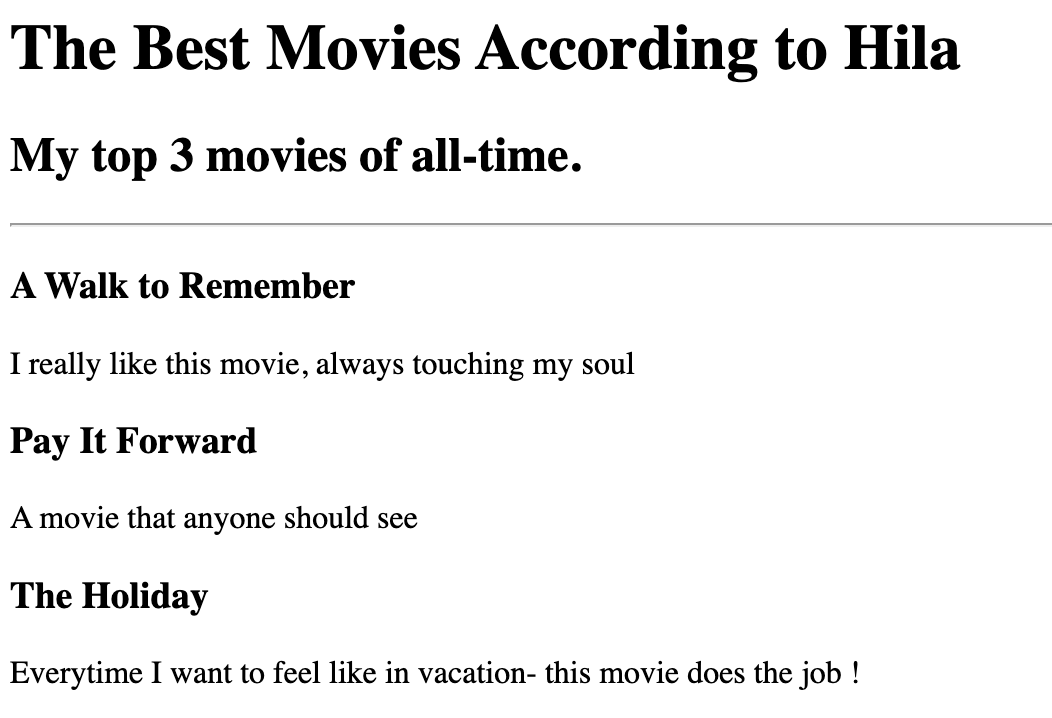 The Best Movies According to Hila
My top 3 movies of all-time.
A Walk to Remember
I really like this movie, always touching my soul
Pay It Forward
A movie that anyone should see
The Holiday
Everytime I want to feel like in vacation- this movie does the job !